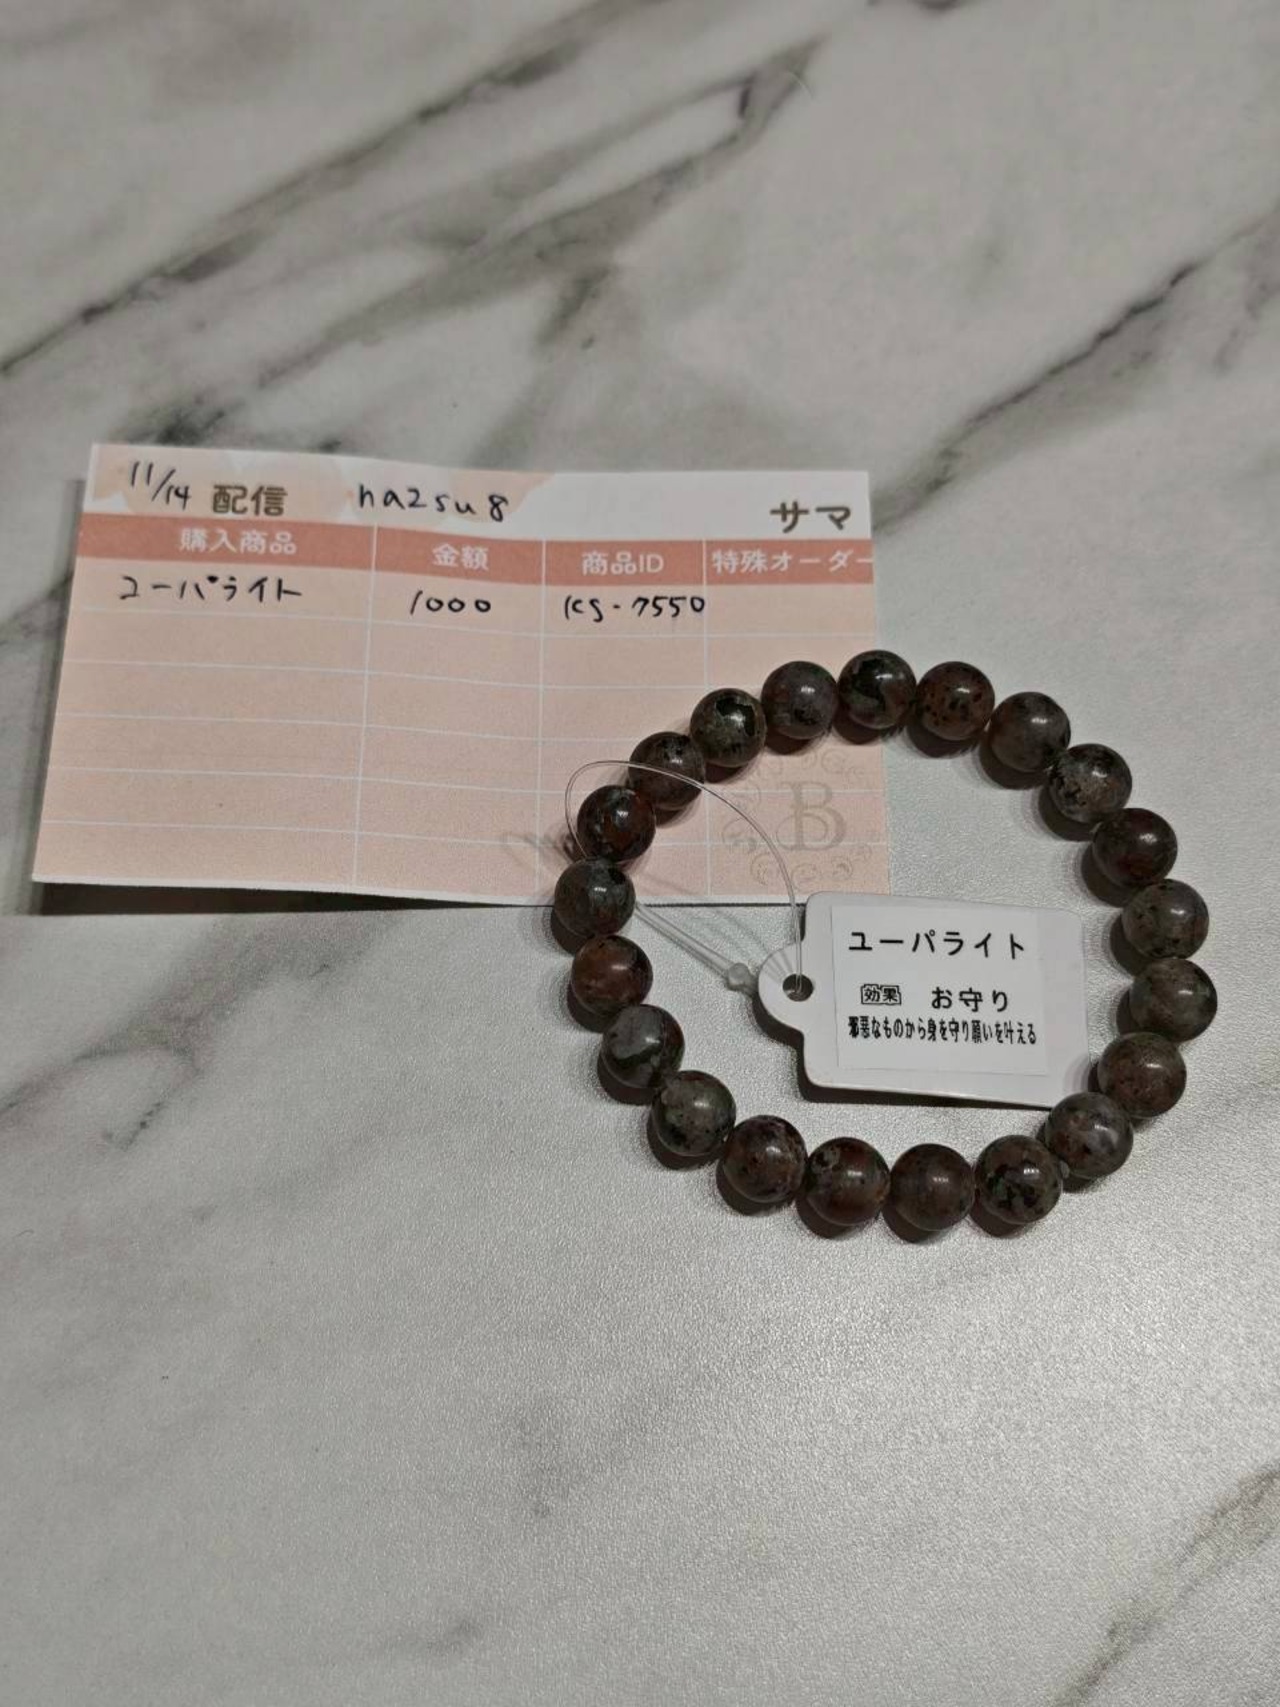 11/14 配信 ha2su8 サマ
購入商品 金額 商品ID 特殊オーダー
ユーパライト 1000 KS-7550
B
ユーパライト
効果 お守り
邪悪なものから身を守り願いを叶える